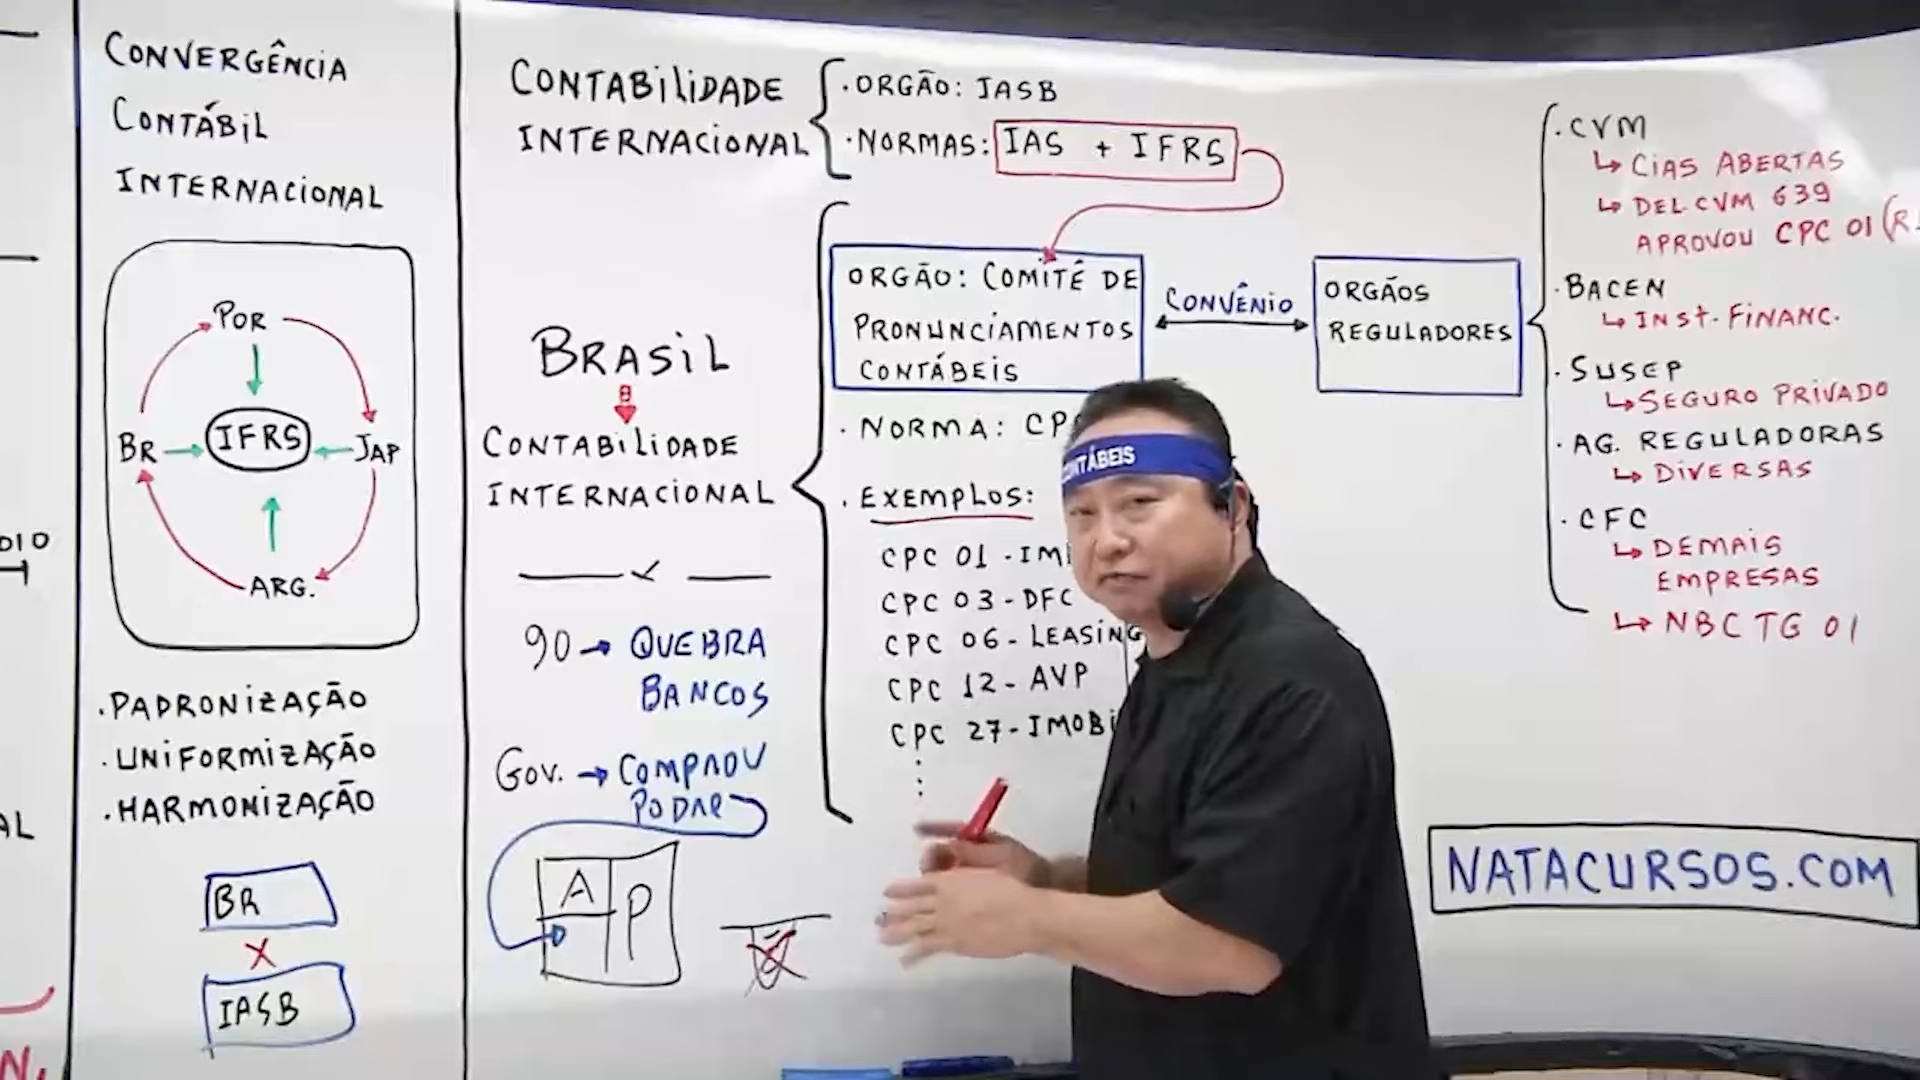 CONVERGÊNCIA
CONTÁBIL
INTERNACIONAL
POR
BR
IFRS
JAP
ARG.
.PADRONIZAÇÃO
.UNIFORMIZAÇÃO
.HARMONIZAÇÃO
BR
X
IASB
CONTABILIDADE
INTERNACIONAL
.ORGÃO: IASB
.NORMAS: IAS + IFRS
BRASIL
CONTABILIDADE
INTERNACIONAL
90 → QUEBRA
BANCOS
GOV. → COMPROU
PODRE
A
P
ORGÃO: COMITÊ DE
PRONUNCIAMENTOS
CONTÁBEIS
.NORMA: CP
.EXEMPLOS:
CPC 01 - IM
CPC 03 - DFC
CPC 06 - LEASING
CPC 12 - AVP
CPC 27 - IMOBI
CONVÊNIO
ORGÃOS
REGULADORES
.CVM
↳ CIAS ABERTAS
↳ DEL.CVM 639
APROVOU CPC 01 (R
.BACEN
↳ INST. FINANC.
.SUSEP
↳ SEGURO PRIVADO
.AG. REGULADORAS
↳ DIVERSAS
.CFC
↳ DEMAIS
EMPRESAS
↳ NBC TG 01
NATACURSOS.COM
NTÁBEIS